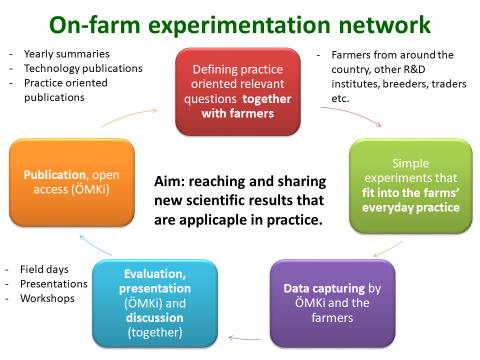 On-farm experimentation network
- Yearly summaries
- Technology publications
- Practice oriented
publications
Defining practice
oriented relevant
questions together
with farmers
- Farmers from around the
country, other R&D
institutes, breeders, traders
etc.
Publication, open
access (ÖMKi)
Aim: reaching and sharing
new scientific results that
are applicaple in practice.
Simple
experiments that
fit into the farms'
everyday practice
- Field days
- Presentations
- Workshops
Evaluation,
presentation
(ÖMKi) and
discussion
(together)
Data capturing by
ÖMKi and the
farmers